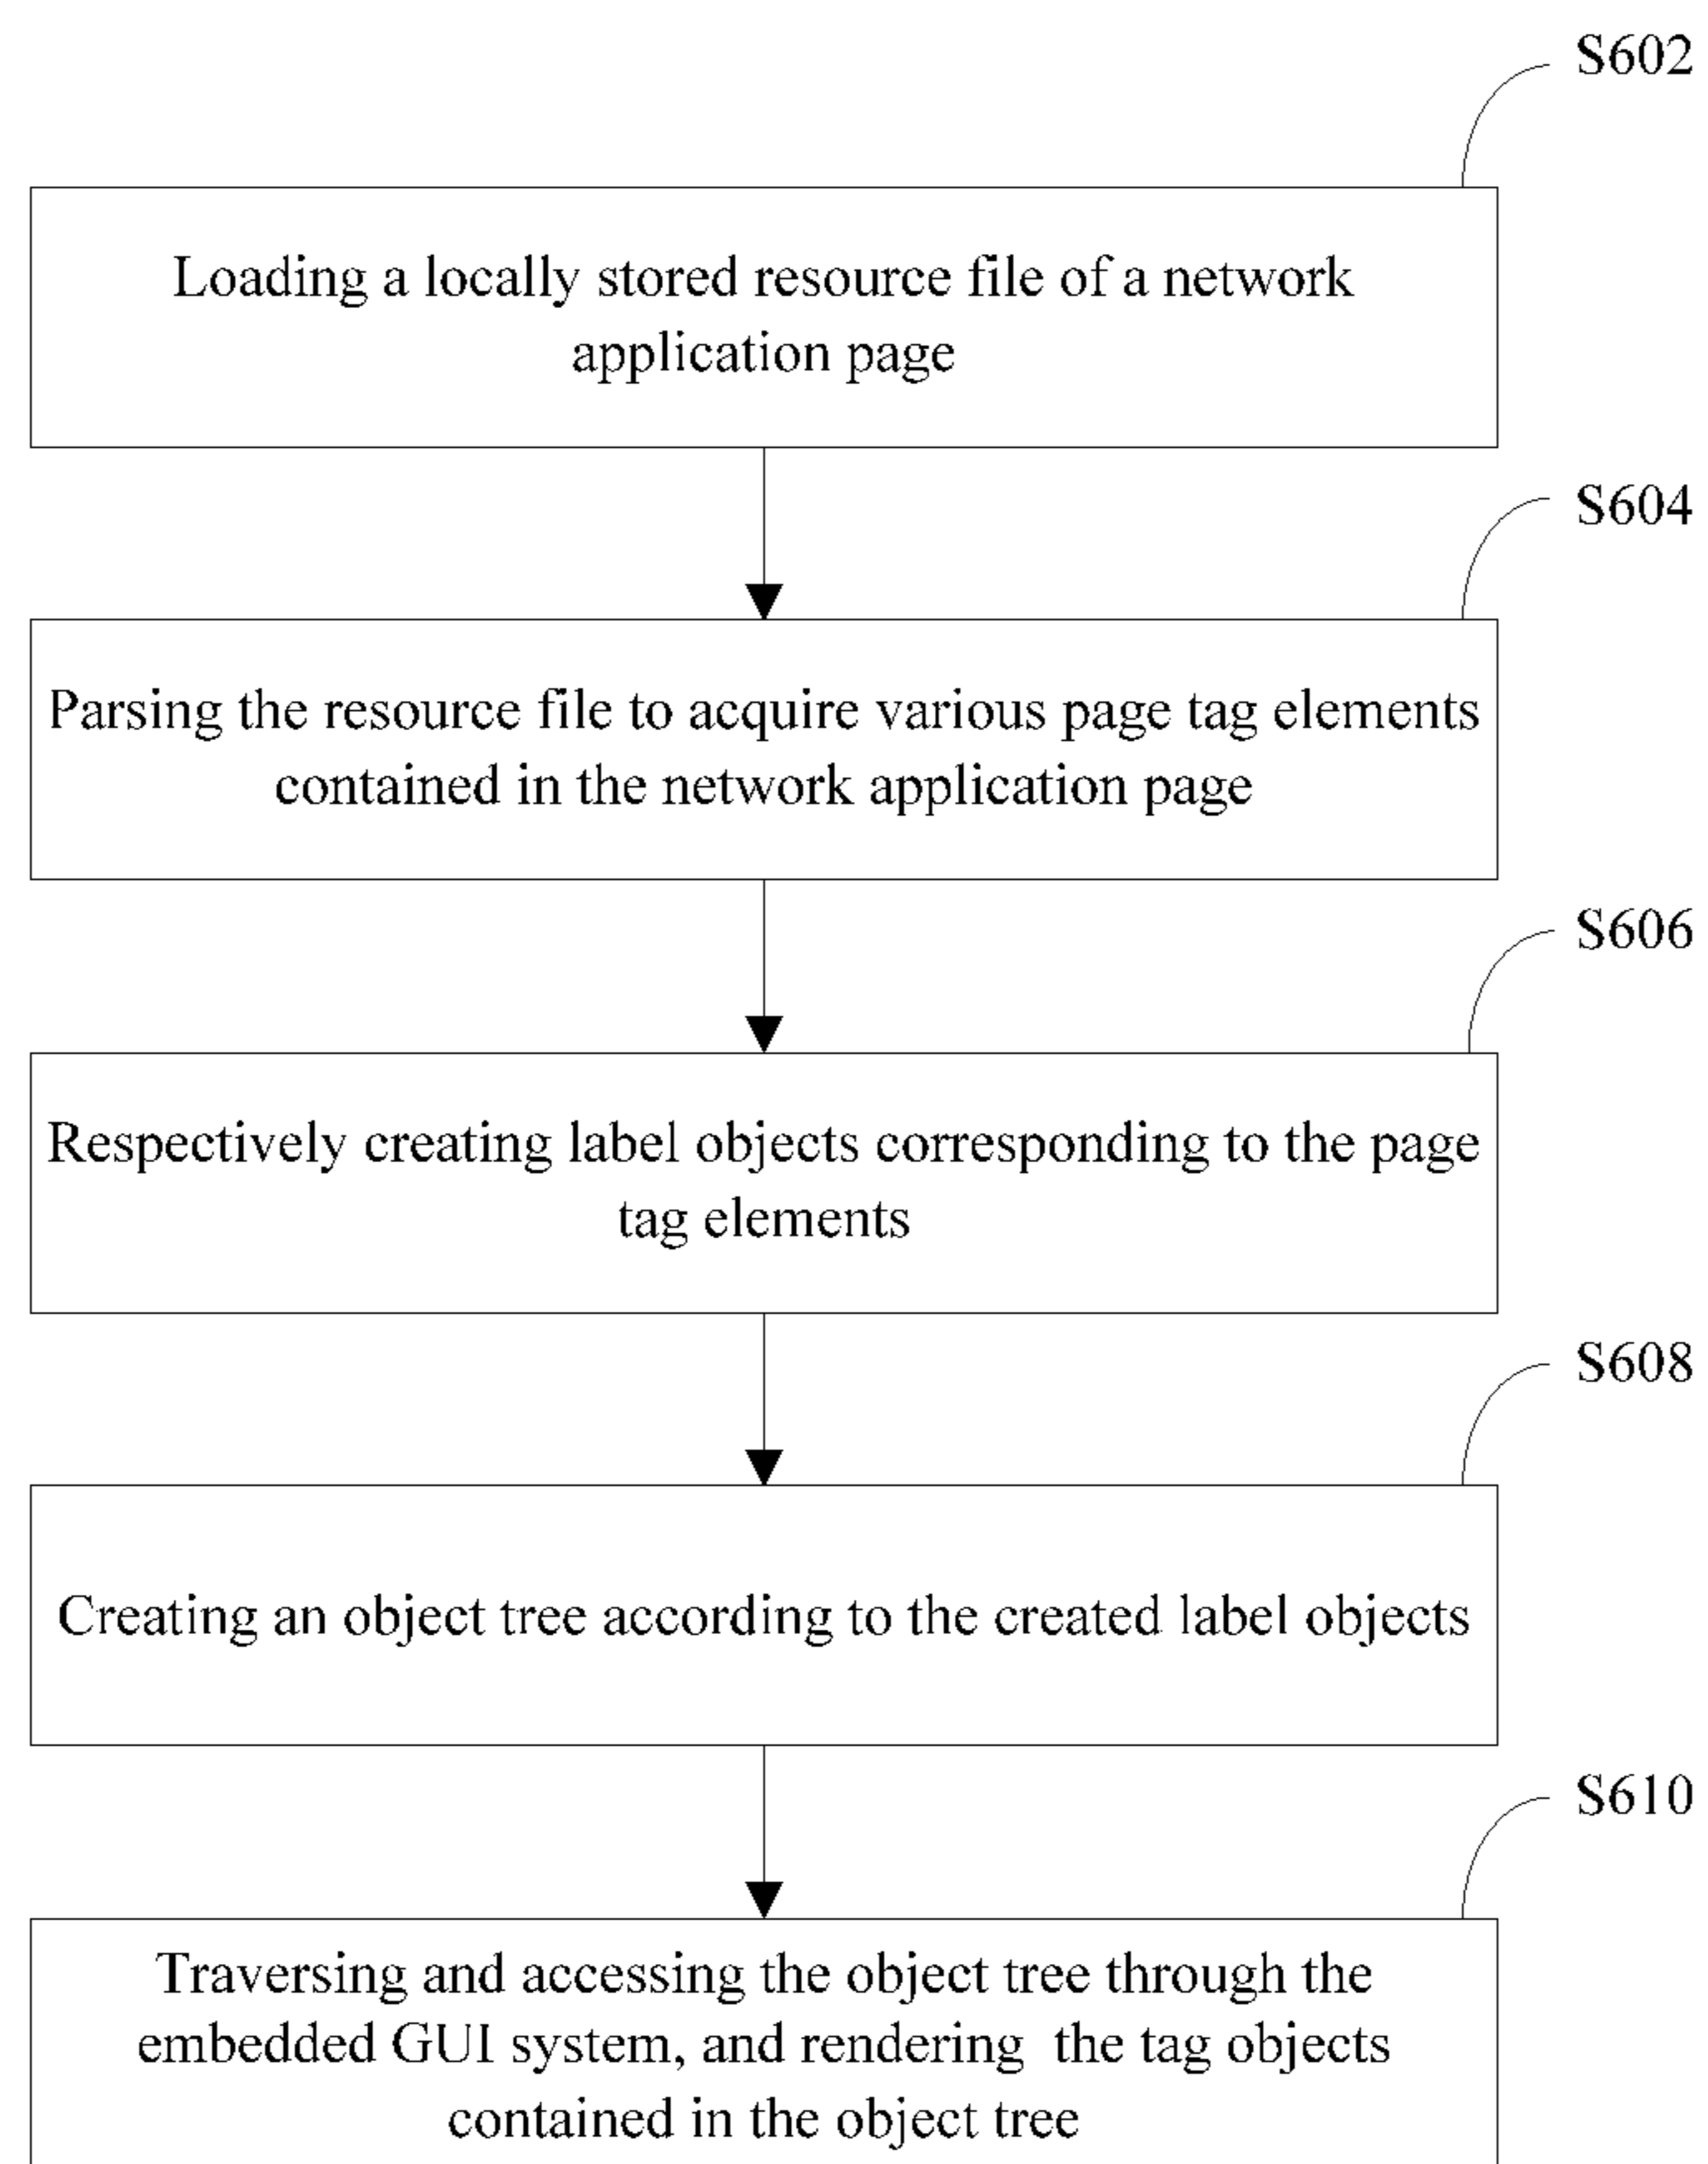 S602
Loading a locally stored resource file of a network
application page
S604
Parsing the resource file to acquire various page tag elements
contained in the network application page
S606
Respectively creating label objects corresponding to the page
tag elements
S608
Creating an object tree according to the created label objects
S610
Traversing and accessing the object tree through the
embedded GUI system, and rendering the tag objects
contained in the object tree